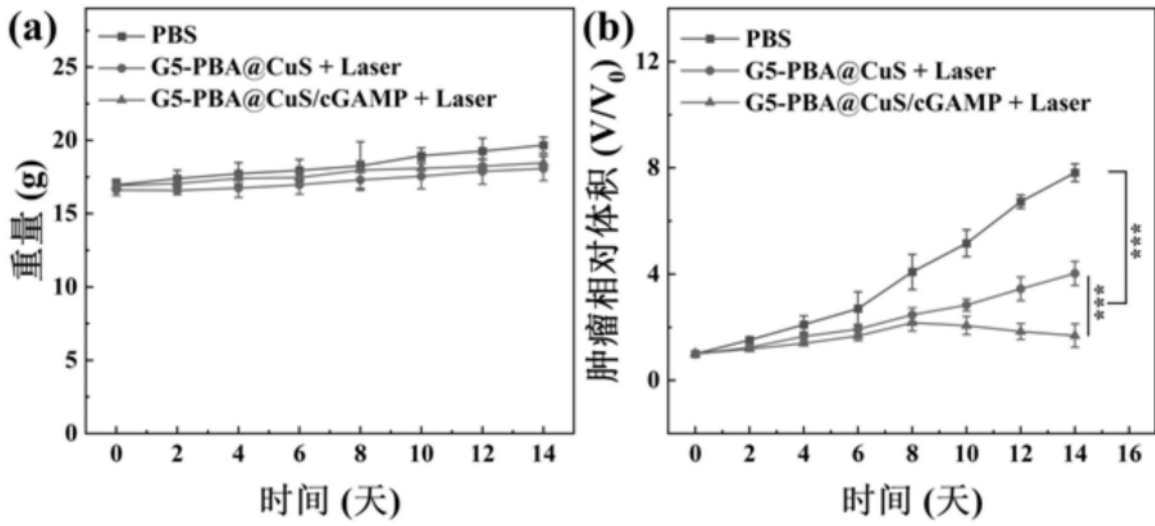 (a)
PBS
G5-PBA@CuS + Laser
G5-PBA@CuS/cGAMP + Laser
25
20
15
17.5
0
重量 (g)
0 2 4 6 8 10 12 14
时间 (天)
(b)
PBS
G5-PBA@CuS + Laser
G5-PBA@CuS/cGAMP + Laser
12
8
4
0
肿瘤相对体积 (V/V₀)
***
***
0 2 4 6 8 10 12 14 16
时间 (天)